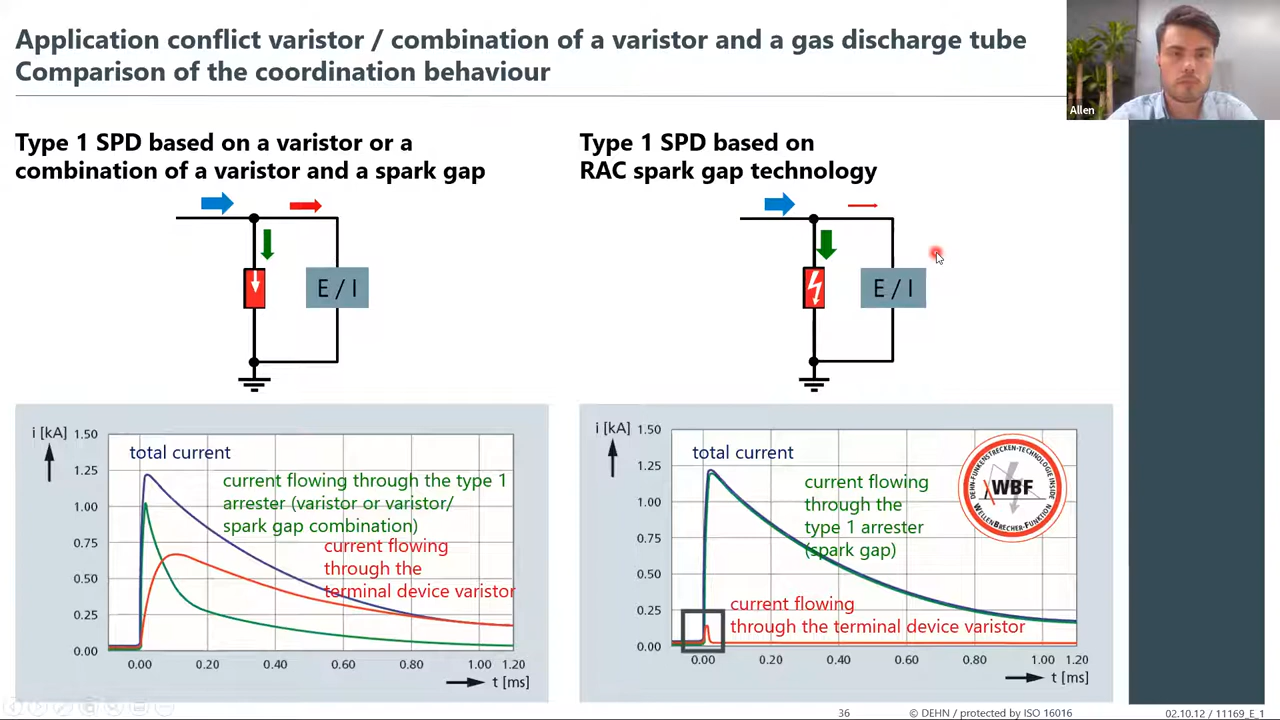 Application conflict varistor / combination of a varistor and a gas discharge tube
Comparison of the coordination behaviour
Allen
Type 1 SPD based on a varistor or a
combination of a varistor and a spark gap
E / I
i [kA]
1.50
1.25
1.00
0.75
0.50
0.25
0.00
total current
current flowing through the type 1
arrester (varistor or varistor/
spark gap combination)
current flowing
through the
terminal device varistor
0.00 0.20 0.40 0.60 0.80 1.00 1.20
t [ms]
Type 1 SPD based on
RAC spark gap technology
E / I
i [kA]
1.50
1.25
1.00
0.75
0.50
0.25
0.00
total current
current flowing
through the
type 1 arrester
(spark gap)
DEHN-FUNKENSTRECKEN-TECHNOLOGIE INSIDE
WBF
WELLENBRECHER-FUNKTION
current flowing
through the terminal device varistor
0.00 0.20 0.40 0.60 0.80 1.00 1.20
t [ms]
36
© DEHN / protected by ISO 16016
02.10.12 / 11169_E_1